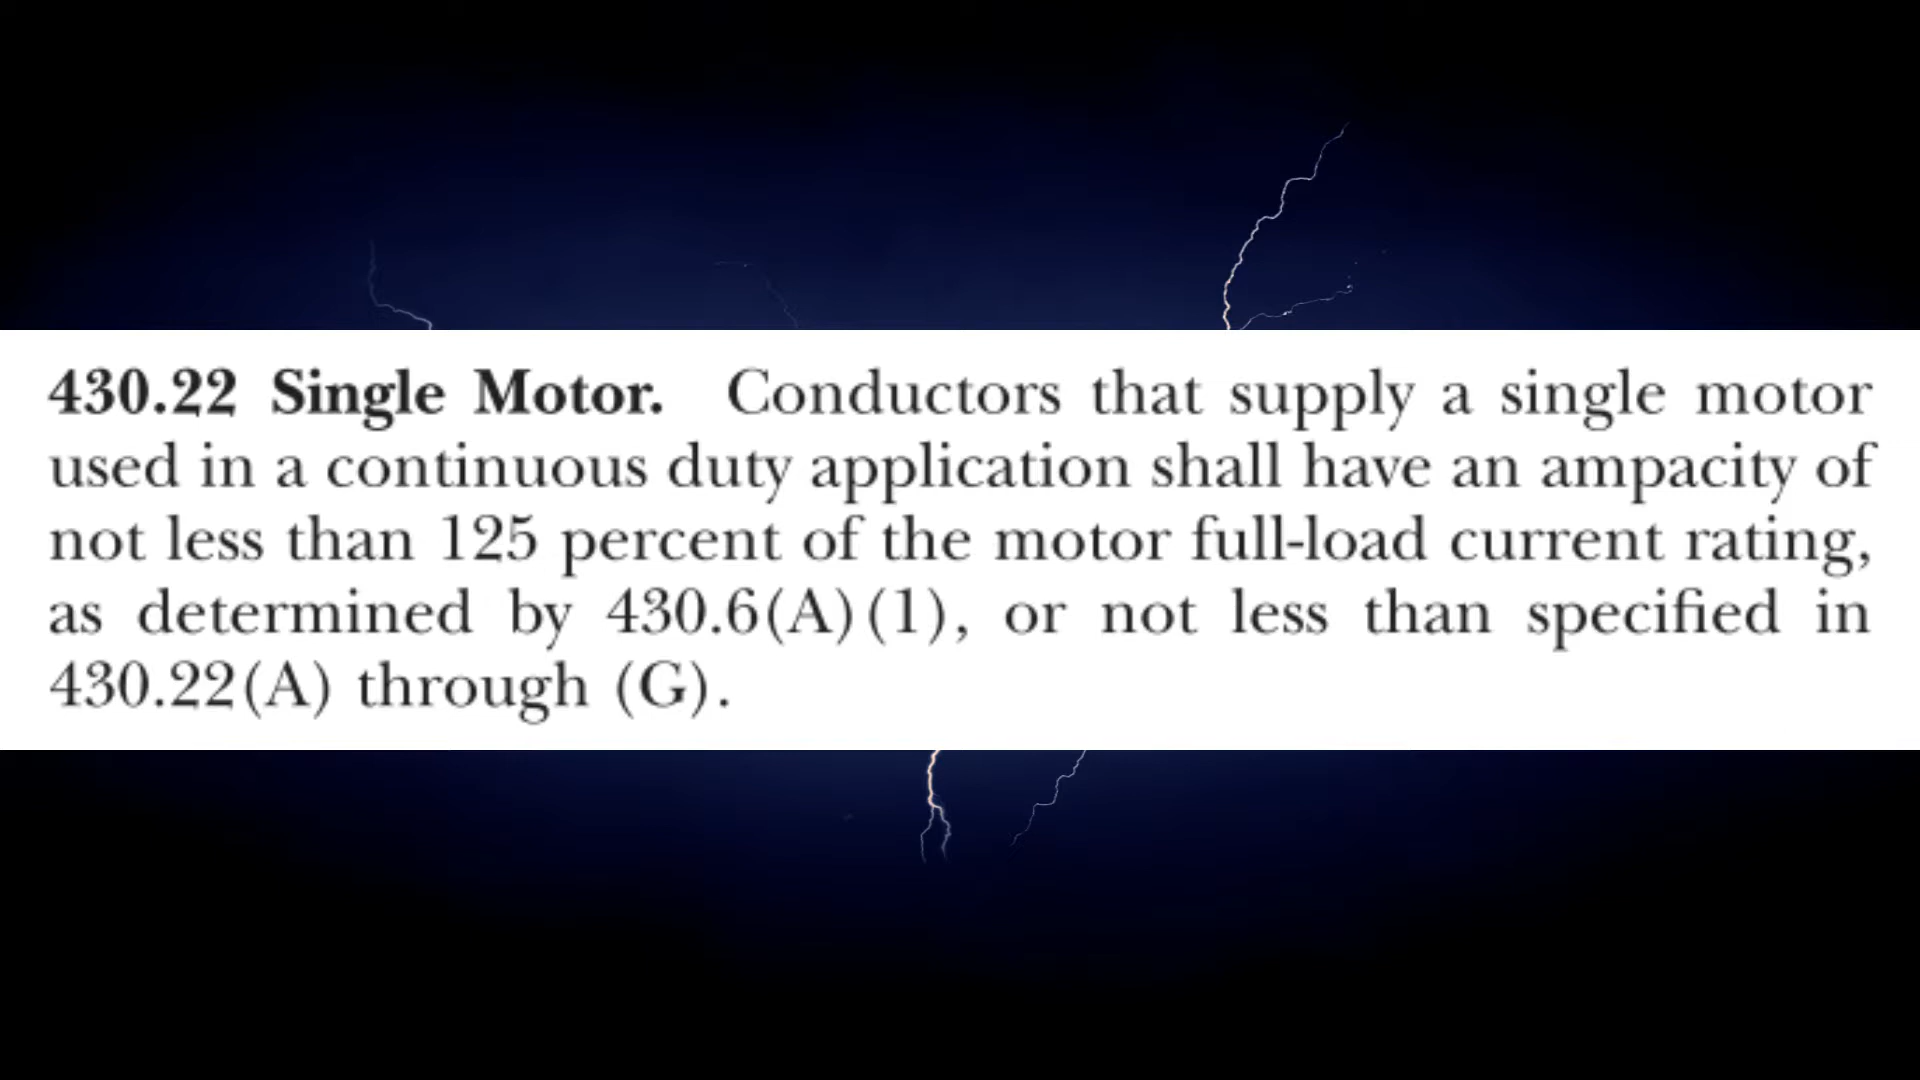 430.22 Single Motor. Conductors that supply a single motor
used in a continuous duty application shall have an ampacity of
not less than 125 percent of the motor full-load current rating,
as determined by 430.6(A)(1), or not less than specified in
430.22(A) through (G).